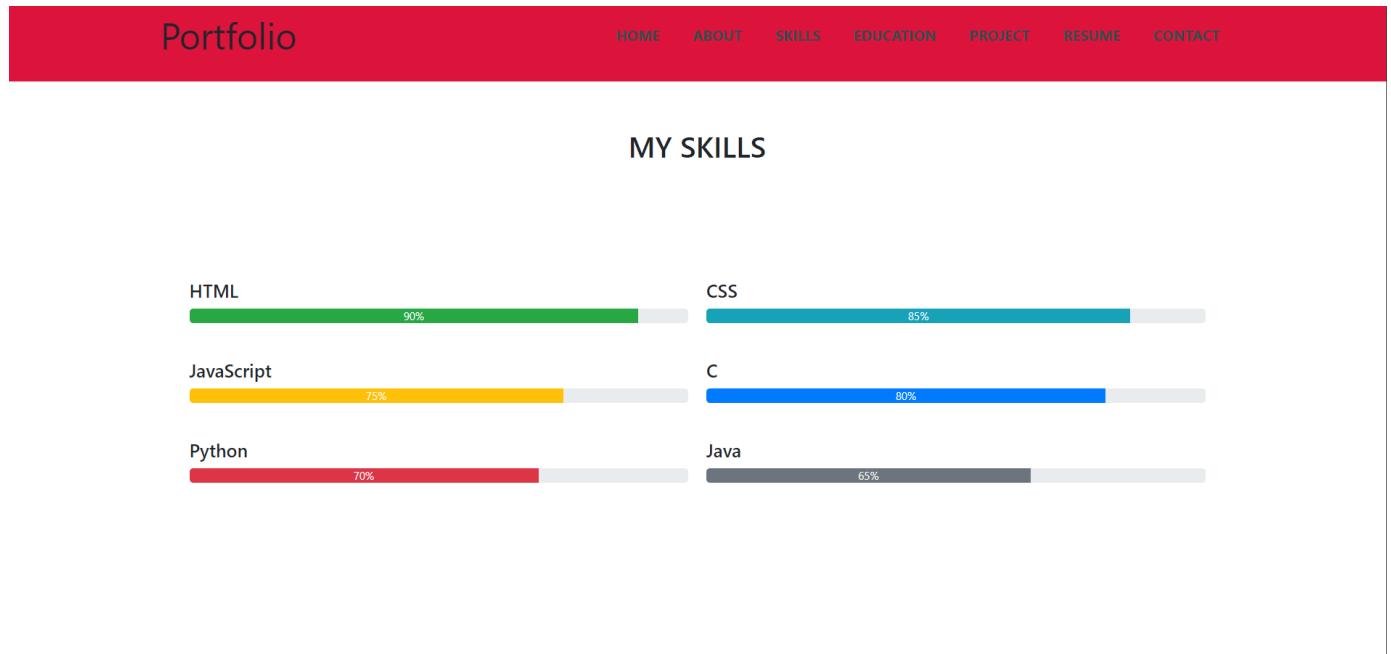 Portfolio HOME ABOUT SKILLS EDUCATION PROJECT RESUME CONTACT
MY SKILLS
HTML
90%
CSS
85%
JavaScript
75%
C
80%
Python
70%
Java
65%